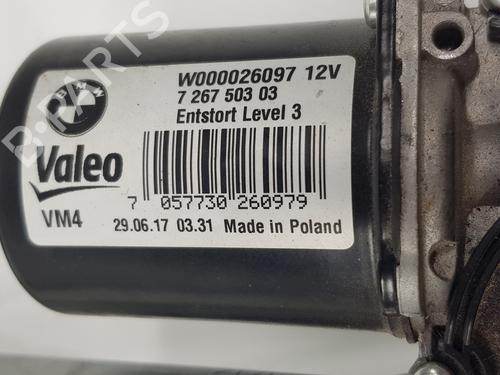 BMW
W000026097 12V
7 267 503 03
Entstort Level 3
Valeo
7 057730 260979
VM4
29.06.17 03.31 Made in Poland
B-PARTS